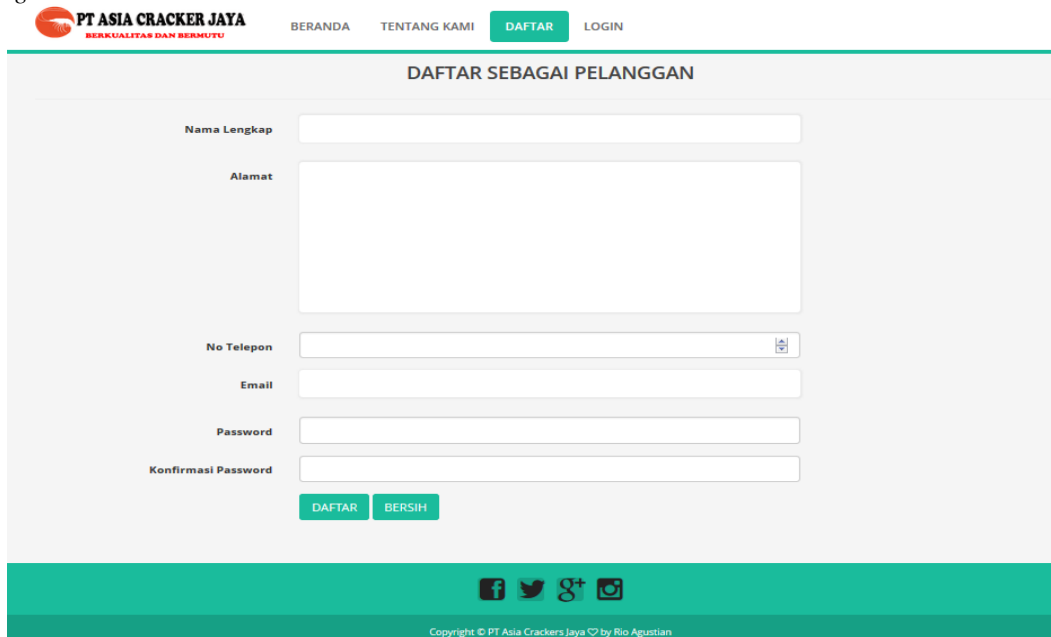 PT ASIA CRACKER JAYA
BERKUALITAS DAN BERMUTU
BERANDA TENTANG KAMI DAFTAR LOGIN
DAFTAR SEBAGAI PELANGGAN
Nama Lengkap
Alamat
No Telepon
Email
Password
Konfirmasi Password
DAFTAR BERSIH
Copyright © PT Asia Crackers Jaya ♡ by Rio Agustian